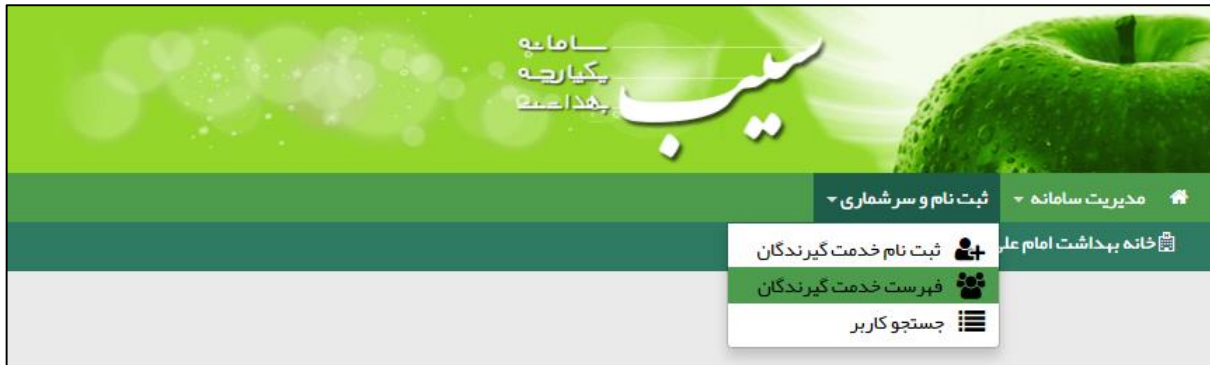 سامانه
یکپارچه
بهداشت
سیب
مدیریت سامانه
ثبت نام و سرشماری
خانه بهداشت امام علی
ثبت نام خدمت گیرندگان
فهرست خدمت گیرندگان
جستجو کاربر